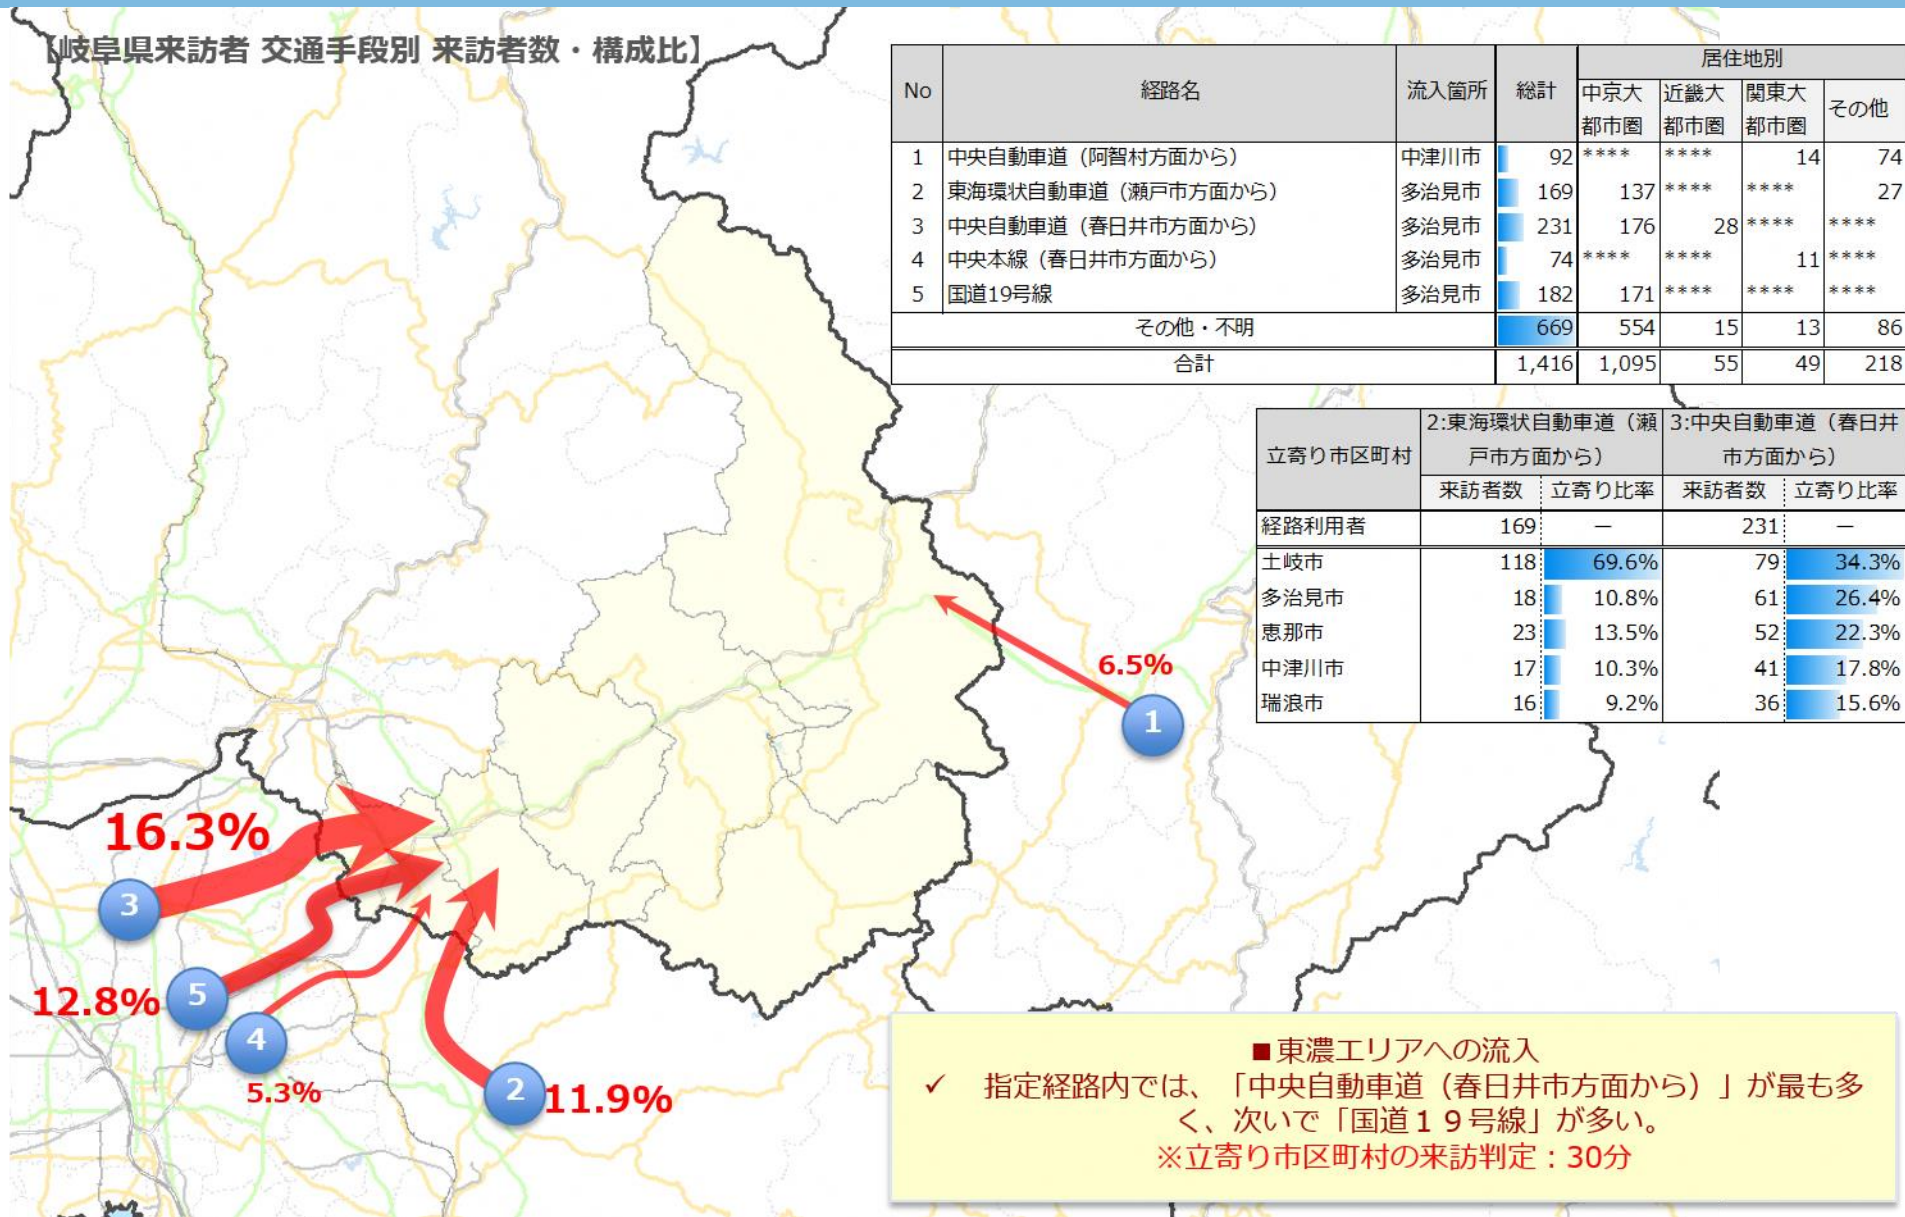 【岐阜県来訪者 交通手段別 来訪者数・構成比】
No 経路名 流入箇所 総計 居住地別
中京大都市圏 近畿大都市圏 関東大都市圏 その他
1 中央自動車道（阿智村方面から） 中津川市 92 **** **** 14 74
2 東海環状自動車道（瀬戸市方面から） 多治見市 169 137 **** **** 27
3 中央自動車道（春日井市方面から） 多治見市 231 176 28 **** ****
4 中央本線（春日井市方面から） 多治見市 74 **** **** 11 ****
5 国道19号線 多治見市 182 171 **** **** ****
その他・不明 669 554 15 13 86
合計 1,416 1,095 55 49 218
立寄り市区町村 2:東海環状自動車道（瀬戸市方面から） 3:中央自動車道（春日井市方面から）
来訪者数 立寄り比率 来訪者数 立寄り比率
経路利用者 169 － 231 －
土岐市 118 69.6% 79 34.3%
多治見市 18 10.8% 61 26.4%
恵那市 23 13.5% 52 22.3%
中津川市 17 10.3% 41 17.8%
瑞浪市 16 9.2% 36 15.6%
6.5%
1
16.3%
3
12.8%
5
4
5.3%
2
11.9%
■東濃エリアへの流入
✓ 指定経路内では、「中央自動車道（春日井市方面から）」が最も多
く、次いで「国道１９号線」が多い。
※立寄り市区町村の来訪判定：30分